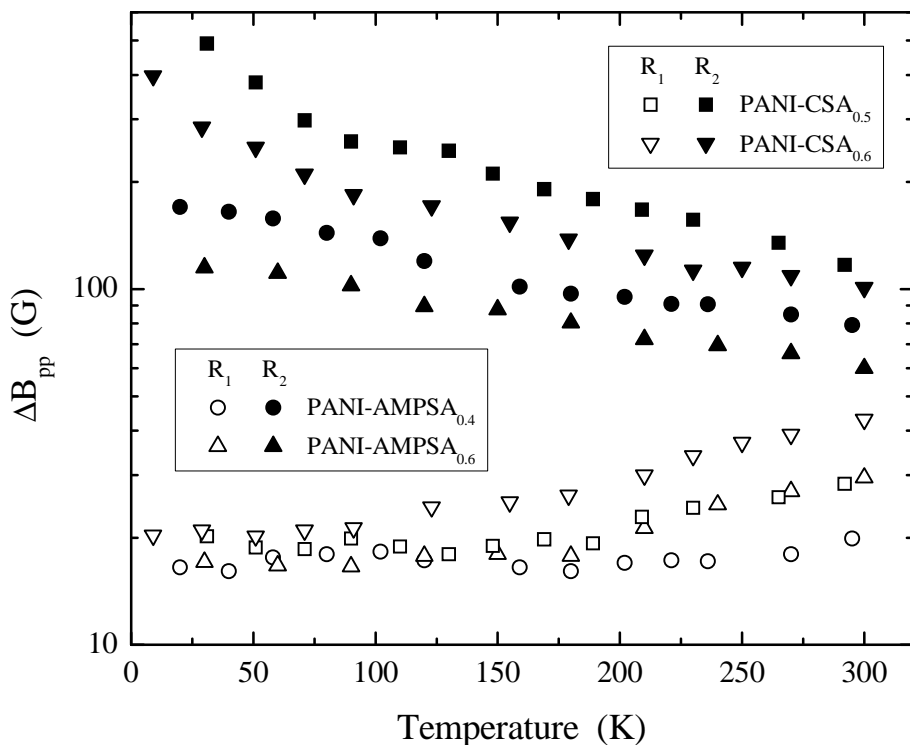 R₁ R₂
PANI-CSA₀.₅
PANI-CSA₀.₆
100
ΔB_pp (G)
R₁ R₂
PANI-AMPSA₀.₄
PANI-AMPSA₀.₆
10
0 50 100 150 200 250 300
Temperature (K)